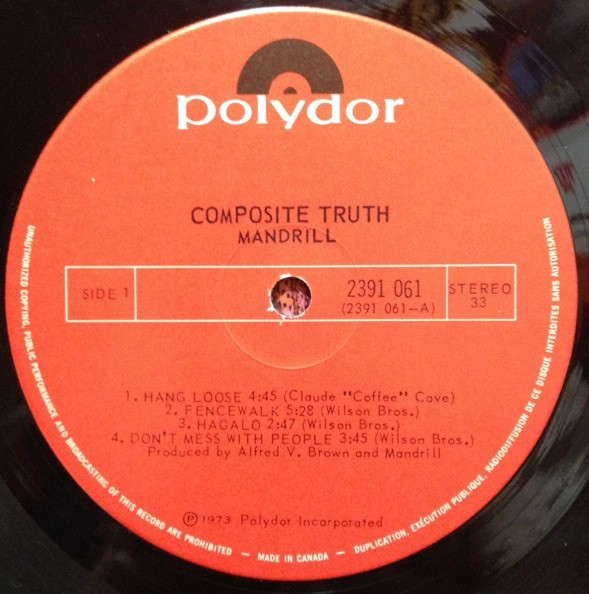 polydor
COMPOSITE TRUTH
MANDRILL
SIDE 1
2391 061
(2391 061-A)
STEREO
33
1. HANG LOOSE 4:45 (Claude "Coffee" Cave)
2. FENCEWALK 5:28 (Wilson Bros.)
3. HAGALO 2:47 (Wilson Bros.)
4. DON'T MESS WITH PEOPLE 3:45 (Wilson Bros.)
Produced by Alfred V. Brown and Mandrill
Ⓟ 1973 Polydor Incorporated
UNAUTHORIZED COPYING, PUBLIC PERFORMANCE AND BROADCASTING OF THIS RECORD ARE PROHIBITED — MADE IN CANADA — DUPLICATION, EXÉCUTION PUBLIQUE, RADIODIFFUSION DE CE DISQUE INTERDITES SANS AUTORISATION